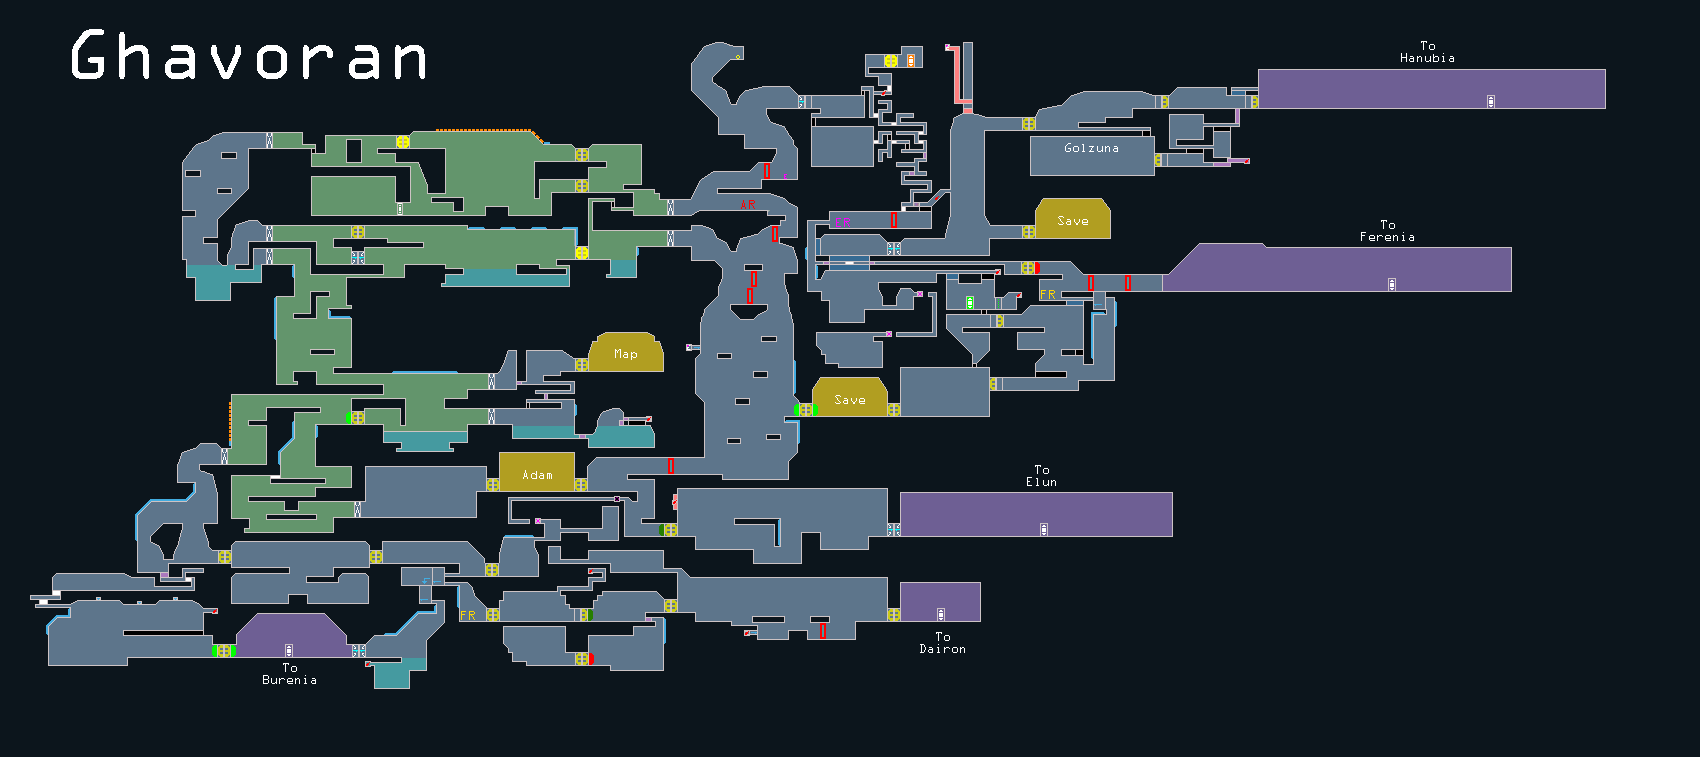 Ghavoran
To
Hanubia
Golzuna
AR
FF
Save
To
Ferenia
FR
Map
Save
Adam
To
Elun
FR
To
Dairon
To
Burenia